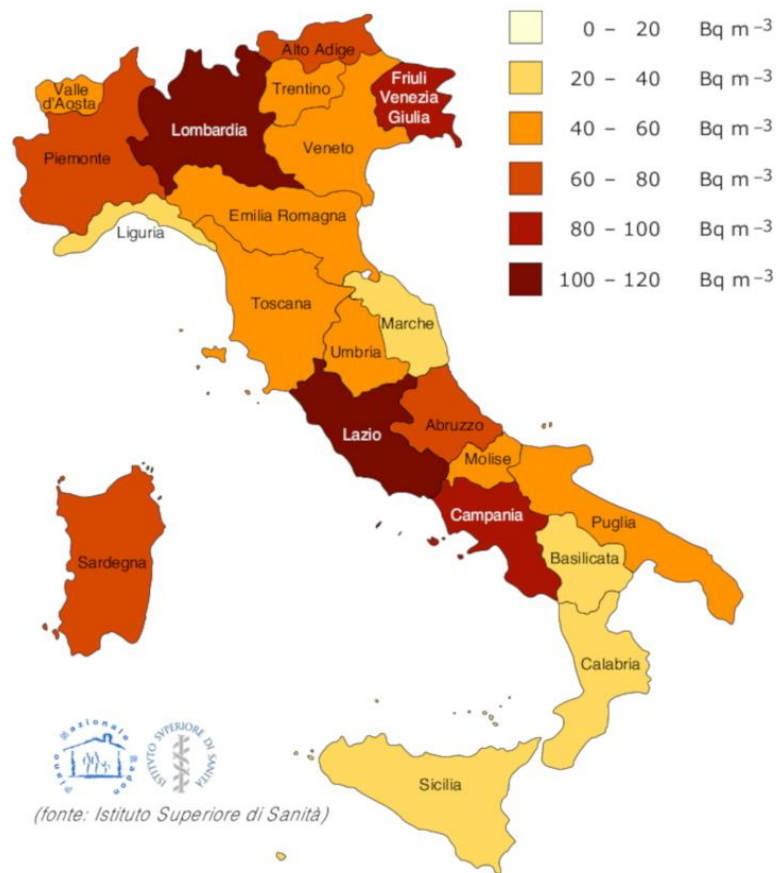 0 – 20 Bq m⁻³
20 – 40 Bq m⁻³
40 – 60 Bq m⁻³
60 – 80 Bq m⁻³
80 – 100 Bq m⁻³
100 – 120 Bq m⁻³
Alto Adige
Valle
d'Aosta
Trentino
Friuli
Venezia
Giulia
Lombardia
Piemonte
Veneto
Emilia Romagna
Liguria
Toscana
Marche
Umbria
Lazio
Abruzzo
Molise
Campania
Puglia
Basilicata
Sardegna
Calabria
Sicilia
Piano Nazionale Radon
ISTITUTO SUPERIORE DI SANITÀ
(fonte: Istituto Superiore di Sanità)